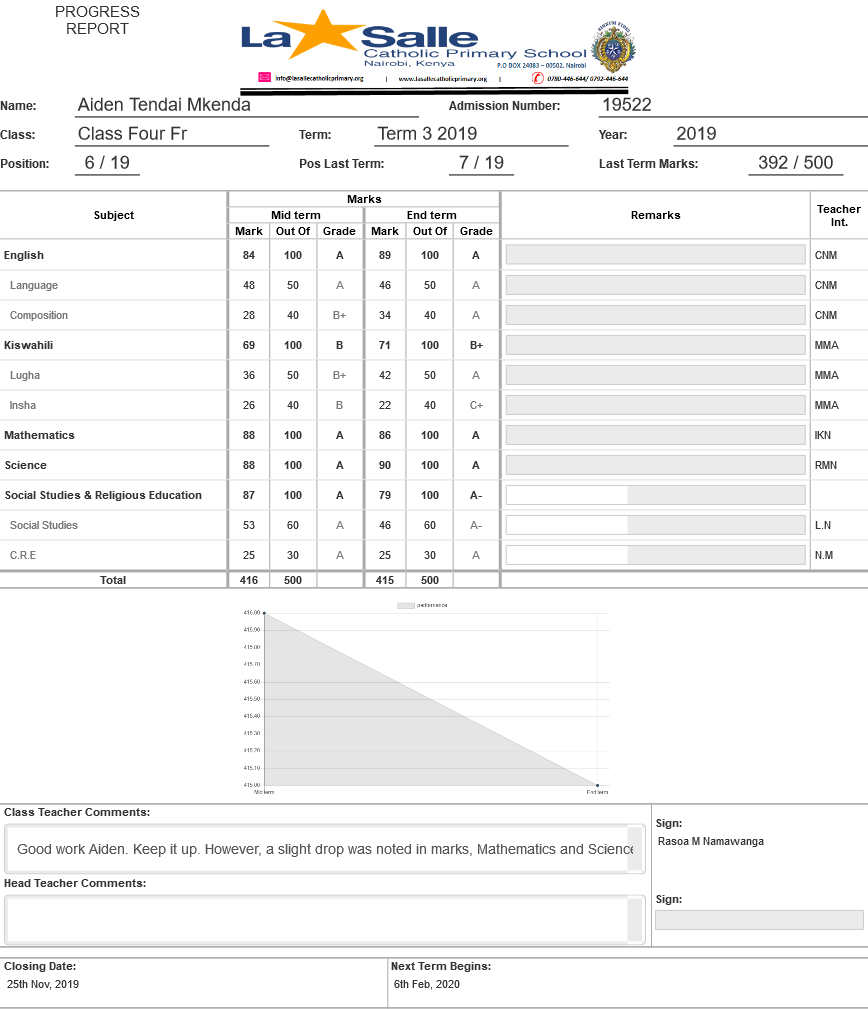 PROGRESS
REPORT
La Salle
Catholic Primary School
Nairobi, Kenya
P.O BOX 24083 – 00502, Nairobi
info@lasallecatholicprimary.org | www.lasallecatholicprimary.org | 0780-446-644/ 0792-446-644
Name: Aiden Tendai Mkenda Admission Number: 19522
Class: Class Four Fr Term: Term 3 2019 Year: 2019
Position: 6 / 19 Pos Last Term: 7 / 19 Last Term Marks: 392 / 500
Marks
Subject Mid term End term Remarks Teacher Int.
Mark Out Of Grade Mark Out Of Grade
English 84 100 A 89 100 A CNM
Language 48 50 A 46 50 A CNM
Composition 28 40 B+ 34 40 A CNM
Kiswahili 69 100 B 71 100 B+ MMA
Lugha 36 50 B+ 42 50 A MMA
Insha 26 40 B 22 40 C+ MMA
Mathematics 88 100 A 86 100 A IKN
Science 88 100 A 90 100 A RMN
Social Studies & Religious Education 87 100 A 79 100 A-
Social Studies 53 60 A 46 60 A- L.N
C.R.E 25 30 A 25 30 A N.M
Total 416 500 415 500
performance
416.00
415.90
415.80
415.70
415.60
415.50
415.40
415.30
415.20
415.10
415.00
Mid term End term
Class Teacher Comments:
Sign:
Rasoa M Namawanga
Good work Aiden. Keep it up. However, a slight drop was noted in marks, Mathematics and Science
Head Teacher Comments:
Sign:
Closing Date: Next Term Begins:
25th Nov, 2019 6th Feb, 2020